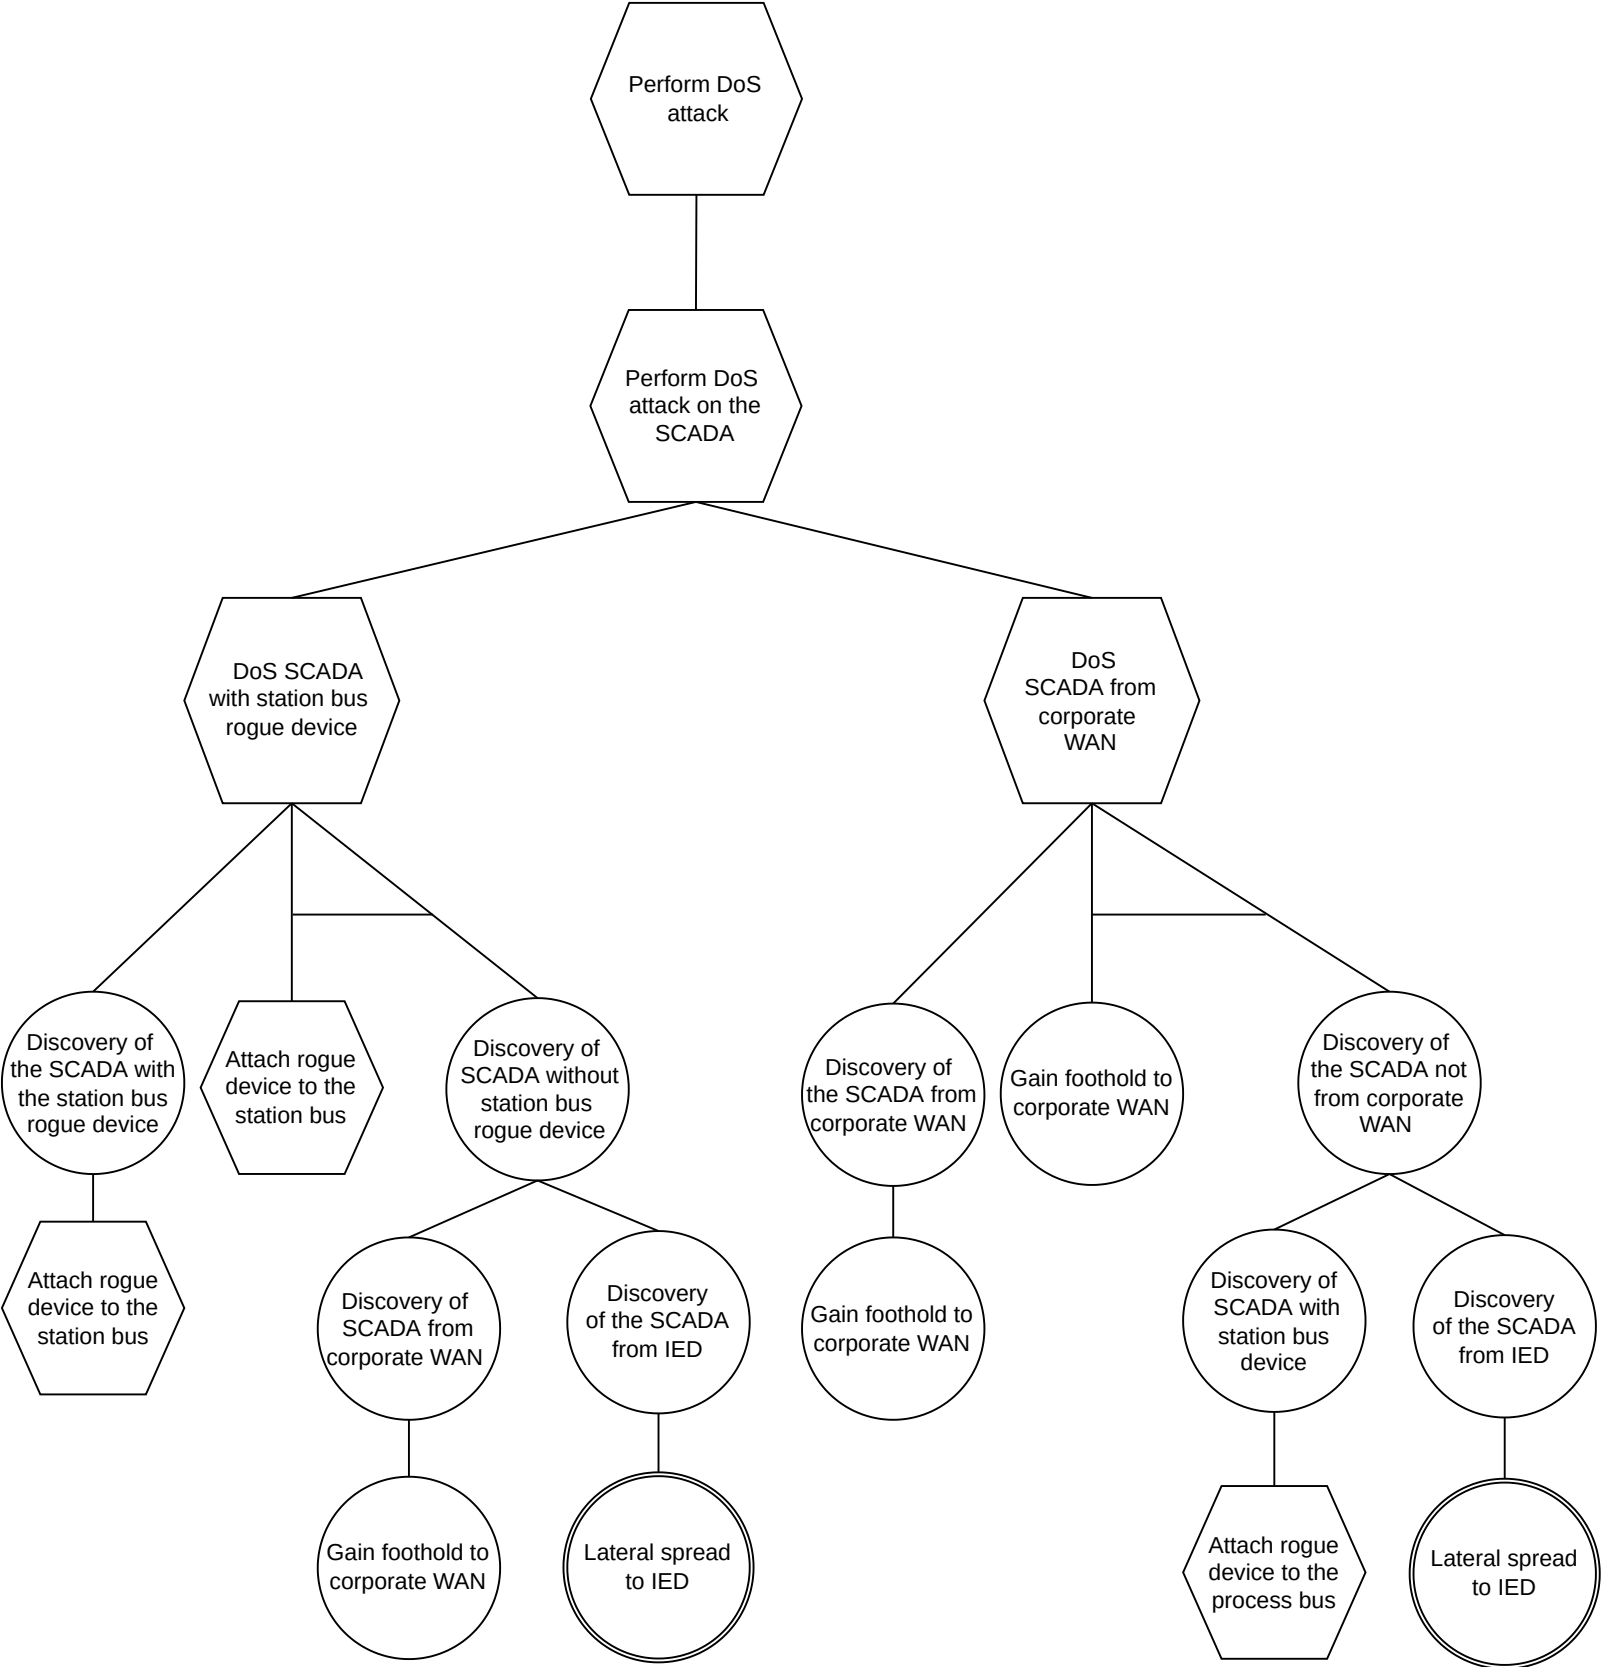 Perform DoS
attack
Perform DoS
attack on the
SCADA
DoS SCADA
with station bus
rogue device
DoS
SCADA from
corporate
WAN
Discovery of
the SCADA with
the station bus
rogue device
Attach rogue
device to the
station bus
Discovery of
SCADA without
station bus
rogue device
Discovery of
the SCADA from
corporate WAN
Gain foothold to
corporate WAN
Discovery of
the SCADA not
from corporate
WAN
Attach rogue
device to the
station bus
Discovery of
SCADA from
corporate WAN
Discovery
of the SCADA
from IED
Gain foothold to
corporate WAN
Discovery of
SCADA with
station bus
device
Discovery
of the SCADA
from IED
Gain foothold to
corporate WAN
Lateral spread
to IED
Attach rogue
device to the
process bus
Lateral spread
to IED